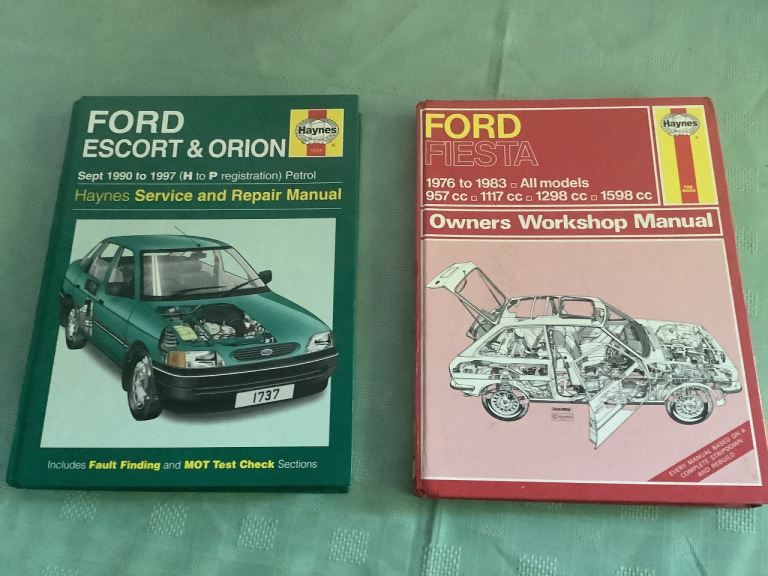 FORD
ESCORT & ORION
Haynes
Sept 1990 to 1997 (H to P registration) Petrol
Haynes Service and Repair Manual
1737
Includes Fault Finding and MOT Test Check Sections
FORD
FIESTA
Haynes
1976 to 1983 ▫ All models
957 cc ▫ 1117 cc ▫ 1298 cc ▫ 1598 cc
Owners Workshop Manual
EVERY MANUAL BASED ON A
COMPLETE STRIPDOWN
AND REBUILD